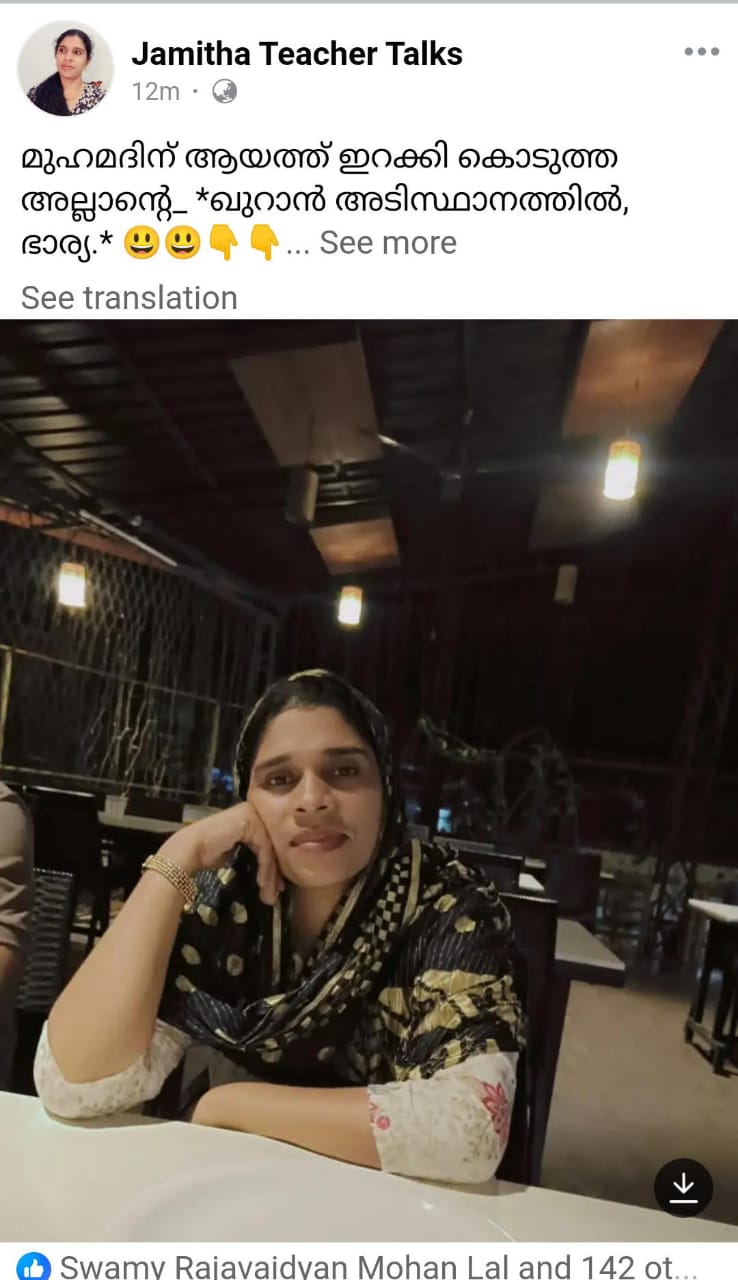 Jamitha Teacher Talks
12m ·
മുഹമദിന് ആയത്ത് ഇറക്കി കൊടുത്ത
അല്ലാന്റെ_ *ഖുറാൻ അടിസ്ഥാനത്തിൽ,
ഭാര്യ.* 😃😃👇👇... See more
See translation
Swamy Rajavaidyan Mohan Lal and 142 ot...